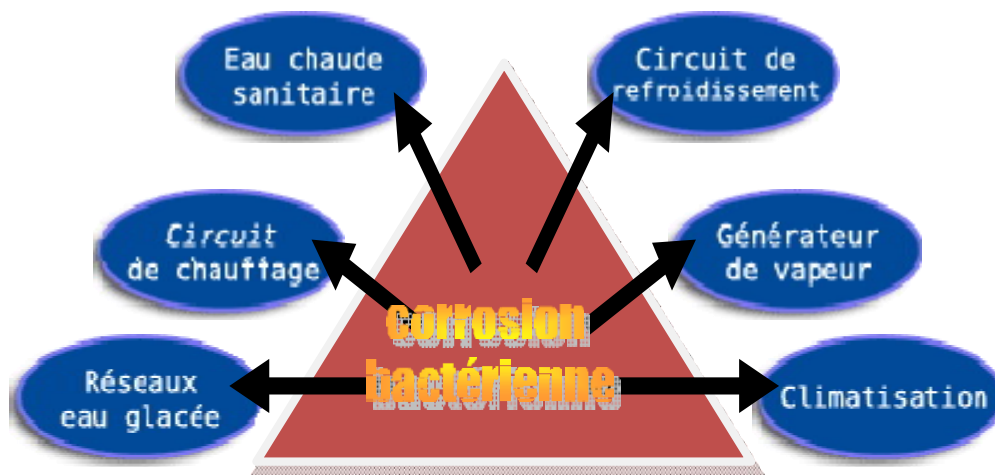 Eau chaude
sanitaire
Circuit de
refroidissement
Circuit
de chauffage
Générateur
de vapeur
corrosion
bactérienne
Réseaux
eau glacée
Climatisation